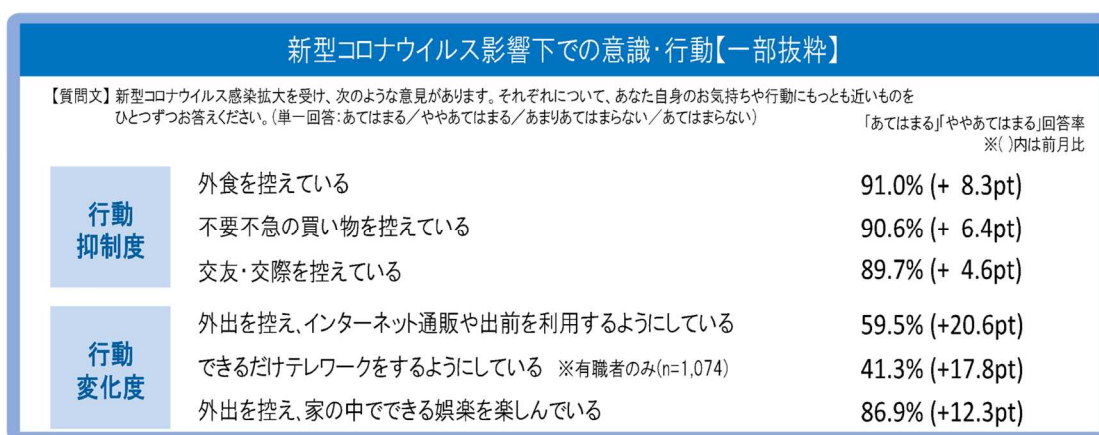 新型コロナウイルス影響下での意識・行動【一部抜粋】
【質問文】新型コロナウイルス感染拡大を受け、次のような意見があります。それぞれについて、あなた自身のお気持ちや行動にもっとも近いものを
ひとつずつお答えください。(単一回答:あてはまる/ややあてはまる/あまりあてはまらない/あてはまらない)
「あてはまる」「ややあてはまる」回答率
※( )内は前月比
行動
抑制度
外食を控えている 91.0% (+ 8.3pt)
不要不急の買い物を控えている 90.6% (+ 6.4pt)
交友・交際を控えている 89.7% (+ 4.6pt)
行動
変化度
外出を控え、インターネット通販や出前を利用するようにしている 59.5% (+20.6pt)
できるだけテレワークをするようにしている ※有職者のみ(n=1,074) 41.3% (+17.8pt)
外出を控え、家の中でできる娯楽を楽しんでいる 86.9% (+12.3pt)